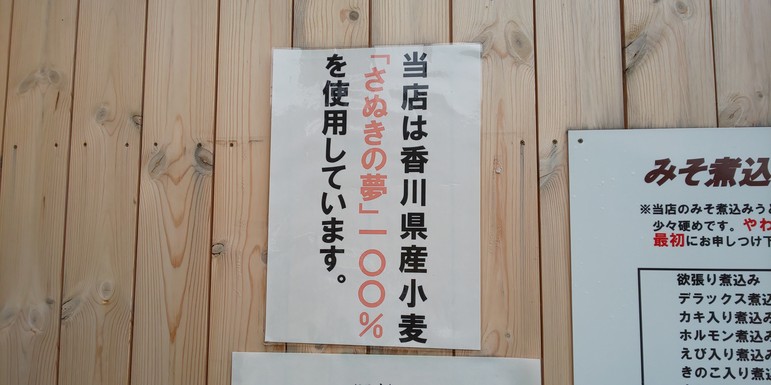 当店は香川県産小麦
「さぬきの夢」一〇〇%
を使用しています。
みそ煮込
※当店のみそ煮込みう
少々硬めです。やわ
最初にお申しつけ下
欲張り煮込み
デラックス煮込
カキ入り煮込み
ホルモン煮込み
えび入り煮込み
きのこ入り煮込